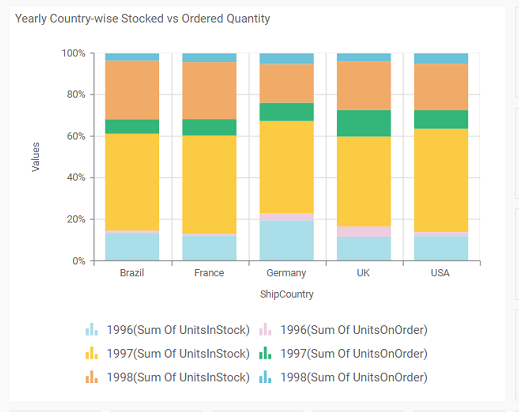 Yearly Country-wise Stocked vs Ordered Quantity
100%
80%
60%
40%
20%
0%
Values
Brazil France Germany UK USA
ShipCountry
1996(Sum Of UnitsInStock) 1996(Sum Of UnitsOnOrder)
1997(Sum Of UnitsInStock) 1997(Sum Of UnitsOnOrder)
1998(Sum Of UnitsInStock) 1998(Sum Of UnitsOnOrder)